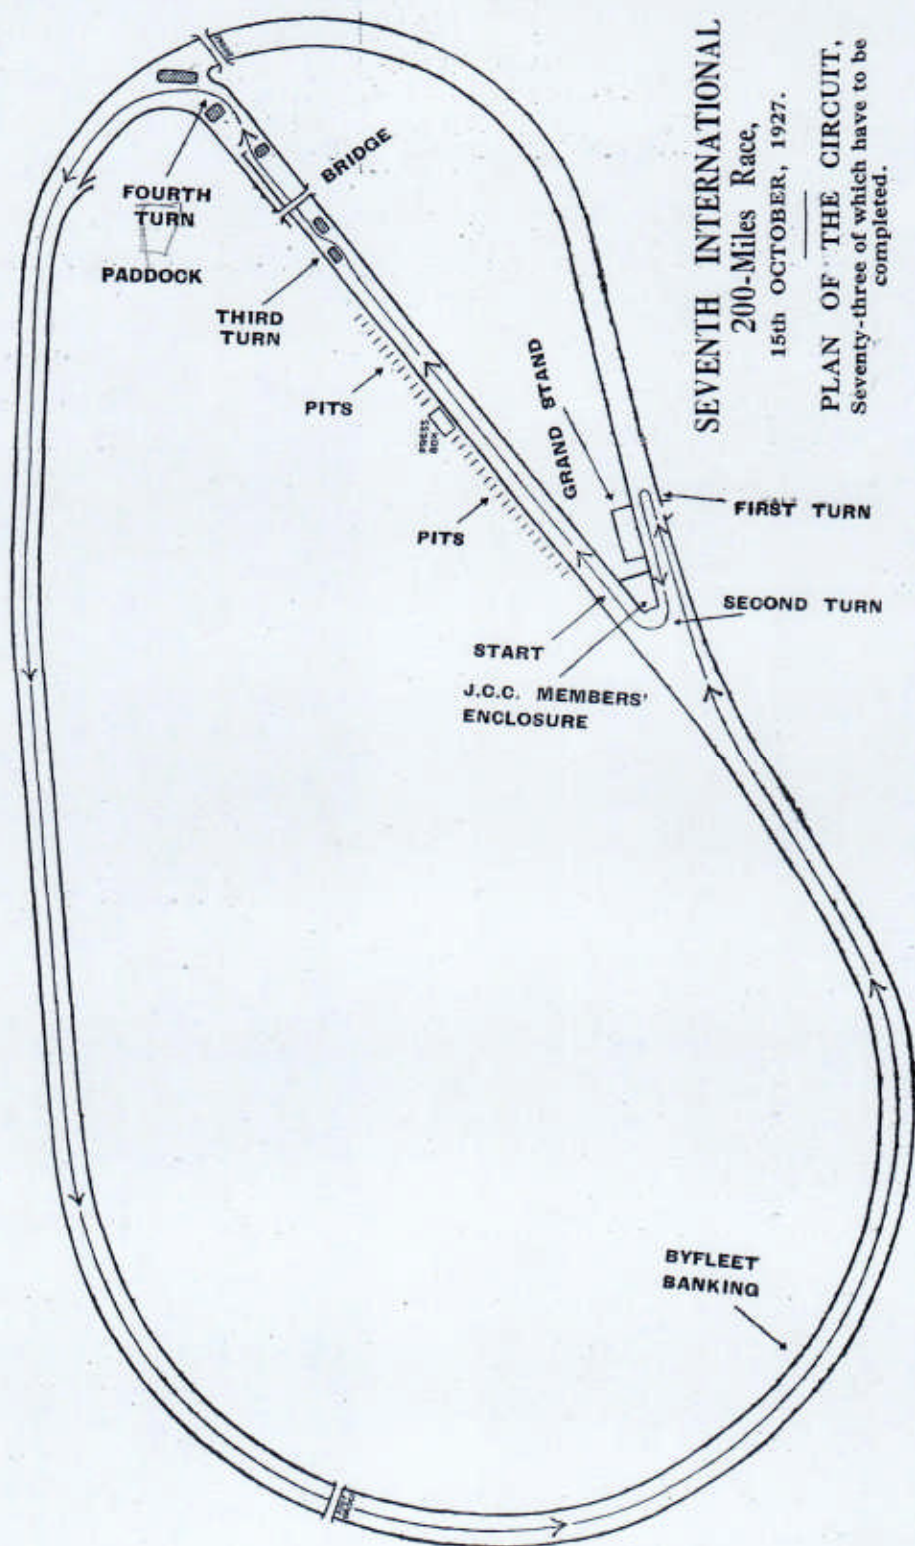 SEVENTH INTERNATIONAL
200-Miles Race,
15th OCTOBER, 1927.
PLAN OF THE CIRCUIT,
Seventy-three of which have to be
completed.
BRIDGE
FOURTH
TURN
PADDOCK
THIRD
TURN
PITS
PRESS
BOX
PITS
GRAND STAND
FIRST TURN
SECOND TURN
START
J.C.C. MEMBERS'
ENCLOSURE
BYFLEET
BANKING